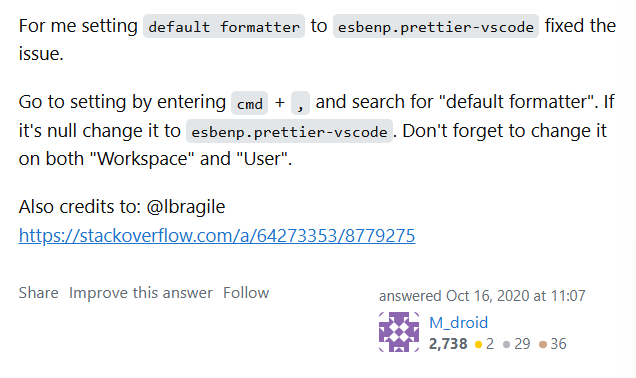 For me setting default formatter to esbenp.prettier-vscode fixed the
issue.
Go to setting by entering cmd + , and search for "default formatter". If
it's null change it to esbenp.prettier-vscode. Don't forget to change it
on both "Workspace" and "User".
Also credits to: @lbragile
https://stackoverflow.com/a/64273353/8779275
Share Improve this answer Follow
answered Oct 16, 2020 at 11:07
M_droid
2,738 2 29 36